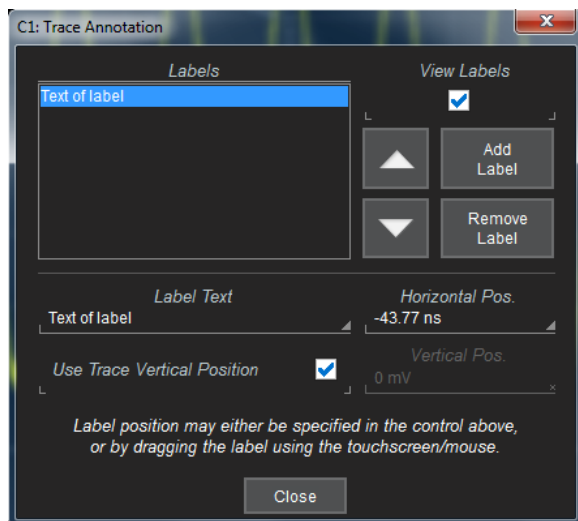 C1: Trace Annotation
Labels
View Labels
Text of label
Add
Label
Remove
Label
Label Text
Horizontal Pos.
Text of label
-43.77 ns
Use Trace Vertical Position
Vertical Pos.
0 mV
Label position may either be specified in the control above,
or by dragging the label using the touchscreen/mouse.
Close